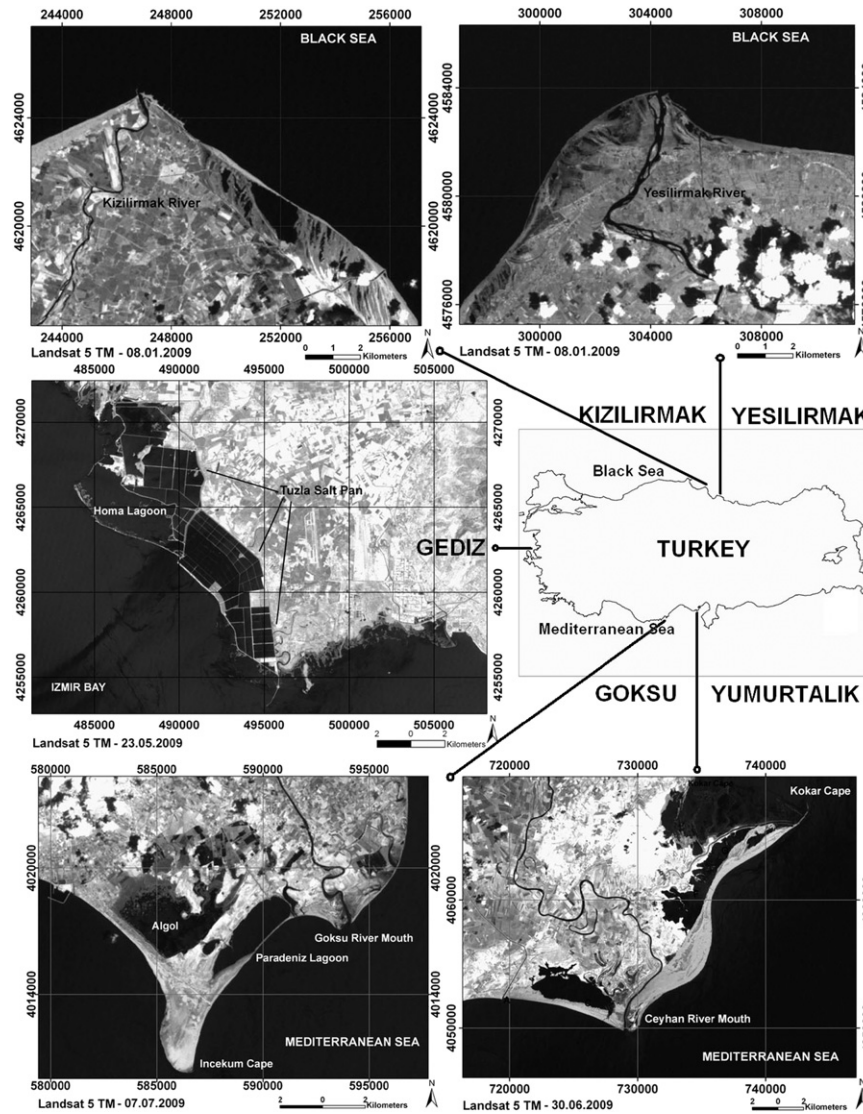 244000 248000 252000 256000
BLACK SEA
4624000
4620000
Kizilirmak River
244000 248000 252000 256000
Landsat 5 TM - 08.01.2009
0 1 2
Kilometers
N
300000 304000 308000
BLACK SEA
4584000
4580000
4576000
Yesilirmak River
300000 304000 308000
Landsat 5 TM - 08.01.2009
0 1 2
Kilometers
N
485000 490000 495000 500000 505000
4270000
4265000
4260000
4255000
Tuzla Salt Pan
Homa Lagoon
IZMIR BAY
4270000
4265000
4260000
4255000
485000 490000 495000 500000 505000
Landsat 5 TM - 23.05.2009
2 0 2
Kilometers
N
KIZILIRMAK YESILIRMAK
Black Sea
GEDIZ
TURKEY
Mediterranean Sea
GOKSU YUMURTALIK
580000 585000 590000 595000
4020000
4014000
Algol
Goksu River Mouth
Paradeniz Lagoon
MEDITERRANEAN SEA
Incekum Cape
580000 585000 590000 595000
Landsat 5 TM - 07.07.2009
2 0 2
Kilometers
N
720000 730000 740000
Kokar Cape
4060000
4050000
Ceyhan River Mouth
MEDITERRANEAN SEA
720000 730000 740000
Landsat 5 TM - 30.06.2009
2 0 2
Kilometers
N